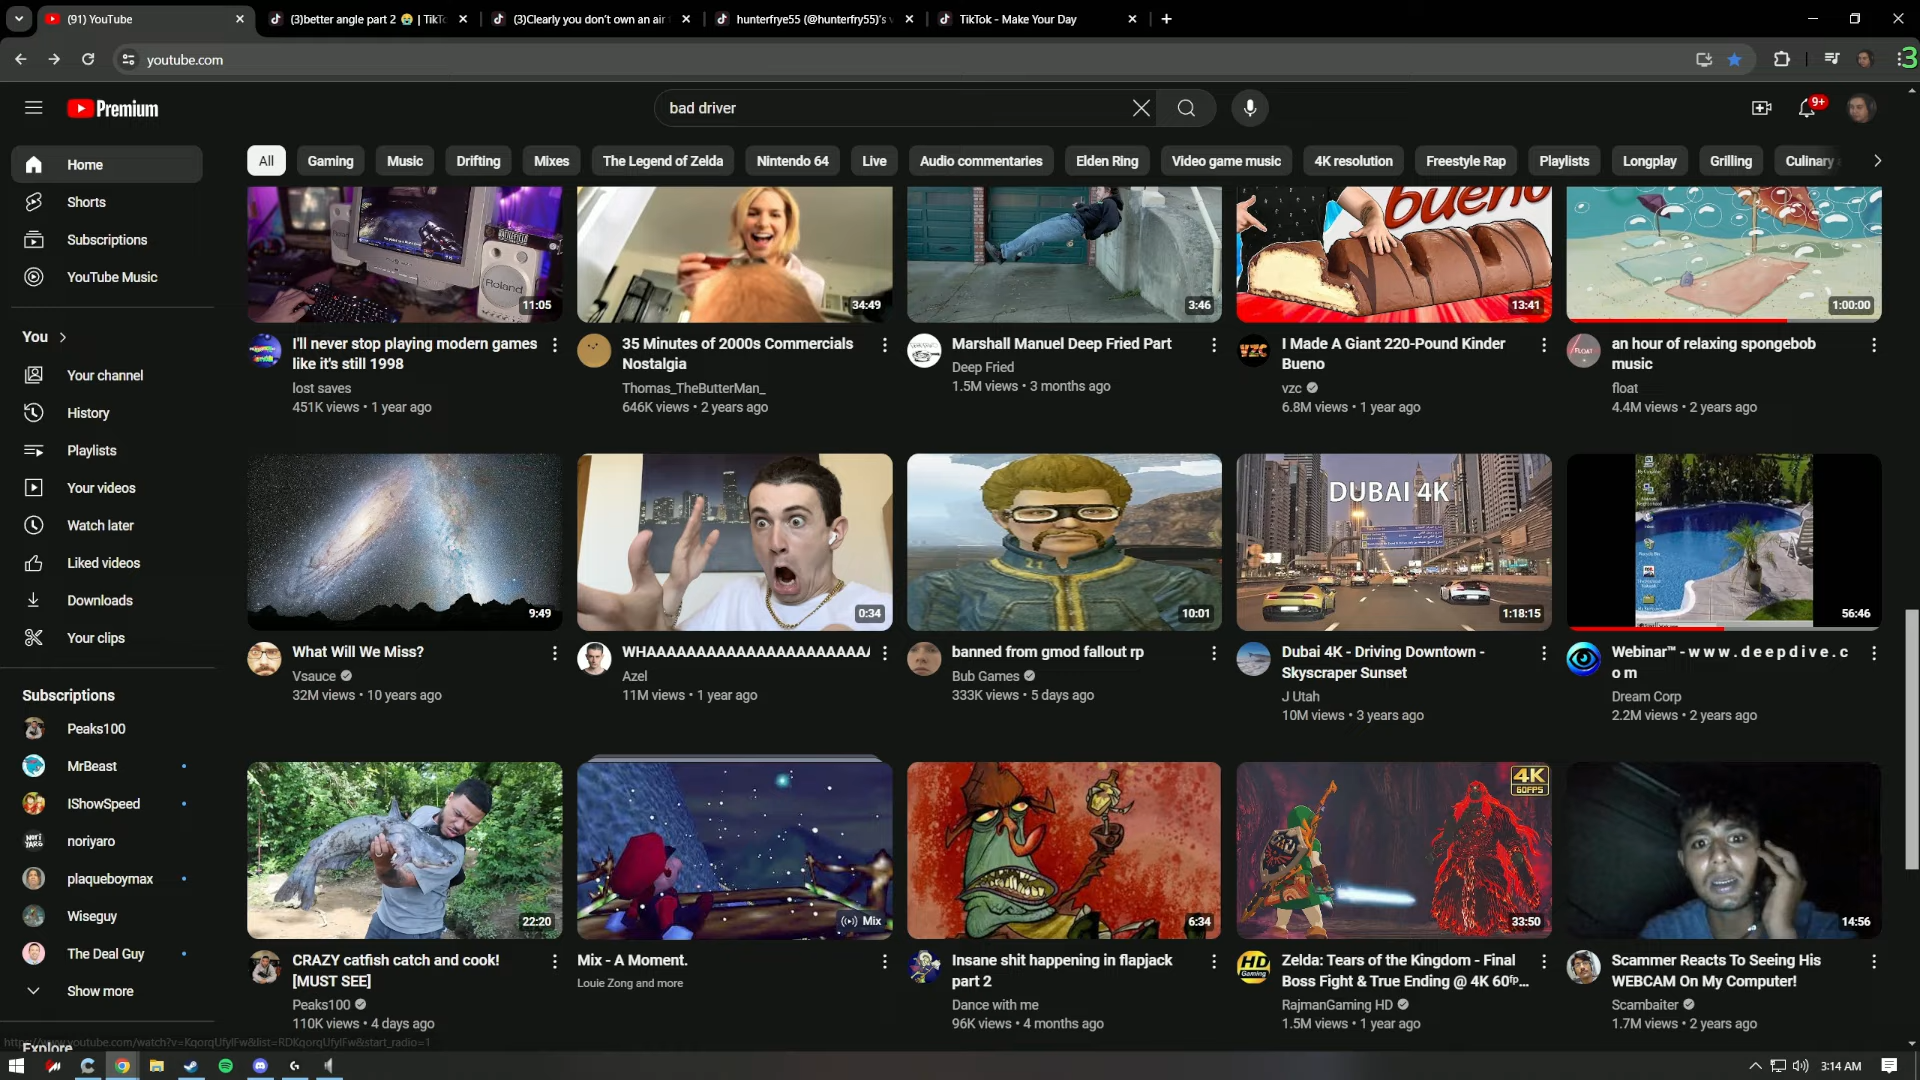 (91) YouTube
(3)better angle part 2 😭 | TikT
(3)Clearly you don't own an air
hunterfrye55 (@hunterfry55)'s v
TikTok - Make Your Day
youtube.com
3
Premium
bad driver
9+
Home
Shorts
Subscriptions
YouTube Music
You
Your channel
History
Playlists
Your videos
Watch later
Liked videos
Downloads
Your clips
Subscriptions
Peaks100
MrBeast
IShowSpeed
noriyaro
plaqueboymax
Wiseguy
The Deal Guy
Show more
Explore
All
Gaming
Music
Drifting
Mixes
The Legend of Zelda
Nintendo 64
Live
Audio commentaries
Elden Ring
Video game music
4K resolution
Freestyle Rap
Playlists
Longplay
Grilling
Culinary
Roland
11:05
I'll never stop playing modern games
like it's still 1998
lost saves
451K views • 1 year ago
34:49
35 Minutes of 2000s Commercials
Nostalgia
Thomas_TheButterMan_
646K views • 2 years ago
3:46
Marshall Manuel Deep Fried Part
Deep Fried
1.5M views • 3 months ago
bueno
13:41
VZC
I Made A Giant 220-Pound Kinder
Bueno
vzc
6.8M views • 1 year ago
1:00:00
FLOAT
an hour of relaxing spongebob
music
float
4.4M views • 2 years ago
9:49
What Will We Miss?
Vsauce
32M views • 10 years ago
0:34
WHAAAAAAAAAAAAAAAAAAAAA
Azel
11M views • 1 year ago
21
10:01
banned from gmod fallout rp
Bub Games
333K views • 5 days ago
DUBAI 4K
1:18:15
Dubai 4K - Driving Downtown -
Skyscraper Sunset
J Utah
10M views • 3 years ago
56:46
Webinar™ - w w w . d e e p d i v e . c
o m
Dream Corp
2.2M views • 2 years ago
22:20
CRAZY catfish catch and cook!
[MUST SEE]
Peaks100
110K views • 4 days ago
Mix
Mix - A Moment.
Louie Zong and more
6:34
Insane shit happening in flapjack
part 2
Dance with me
96K views • 4 months ago
4K
60FPS
33:50
HD
Gaming
Zelda: Tears of the Kingdom - Final
Boss Fight & True Ending @ 4K 60ᶠᵖ...
RajmanGaming HD
1.5M views • 1 year ago
14:56
Scammer Reacts To Seeing His
WEBCAM On My Computer!
Scambaiter
1.7M views • 2 years ago
3:14 AM